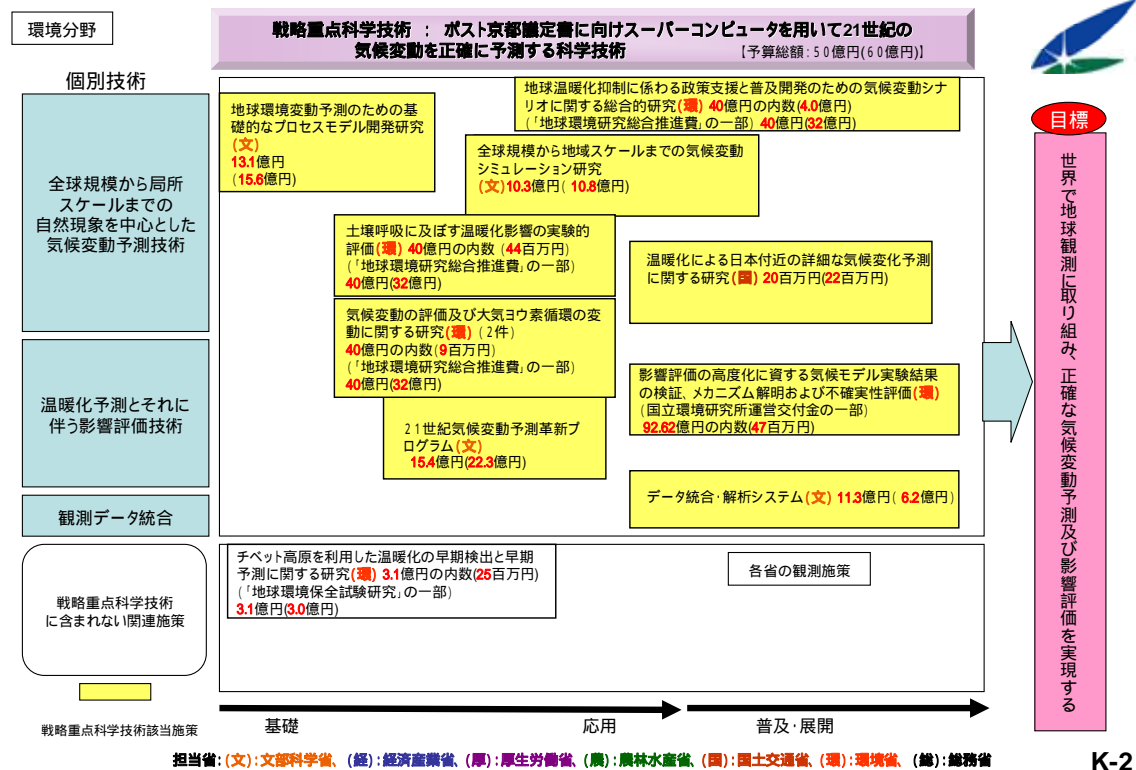 環境分野
戦略重点科学技術 ： ポスト京都議定書に向けスーパーコンピュータを用いて21世紀の
気候変動を正確に予測する科学技術 【予算総額：５０億円(６０億円)】
個別技術
全球規模から局所
スケールまでの
自然現象を中心とした
気候変動予測技術
温暖化予測とそれに
伴う影響評価技術
観測データ統合
戦略重点科学技術
に含まれない関連施策
戦略重点科学技術該当施策
地球環境変動予測のための基
礎的なプロセスモデル開発研究
(文)
13.1億円
(15.6億円)
地球温暖化抑制に係わる政策支援と普及開発のための気候変動シナ
リオに関する総合的研究(環) 40億円の内数(4.0億円)
(「地球環境研究総合推進費」の一部) 40億円(32億円)
全球規模から地域スケールまでの気候変動
シミュレーション研究
(文)10.3億円( 10.8億円)
土壌呼吸に及ぼす温暖化影響の実験的
評価(環) 40億円の内数 (44百万円)
(「地球環境研究総合推進費」の一部)
40億円(32億円)
温暖化による日本付近の詳細な気候変化予測
に関する研究(国) 20百万円(22百万円)
気候変動の評価及び大気ヨウ素循環の変
動に関する研究(環) (２件)
40億円の内数(9百万円)
(「地球環境研究総合推進費」の一部)
40億円(32億円)
影響評価の高度化に資する気候モデル実験結果
の検証、メカニズム解明および不確実性評価(環)
(国立環境研究所運営交付金の一部)
92.62億円の内数(47百万円)
２１世紀気候変動予測革新プ
ログラム(文)
15.4億円(22.3億円)
データ統合・解析システム(文) 11.3億円( 6.2億円)
チベット高原を利用した温暖化の早期検出と早期
予測に関する研究(環) 3.1億円の内数(25百万円)
(「地球環境保全試験研究」の一部)
3.1億円(3.0億円)
各省の観測施策
基礎
応用
普及・展開
目標
世界で地球観測に取り組み、正確な気候変動予測及び影響評価を実現する
担当省：(文)：文部科学省、(経)：経済産業省、(厚)：厚生労働省、(農)：農林水産省、(国)：国土交通省、(環)：環境省、(総)：総務省
K-2